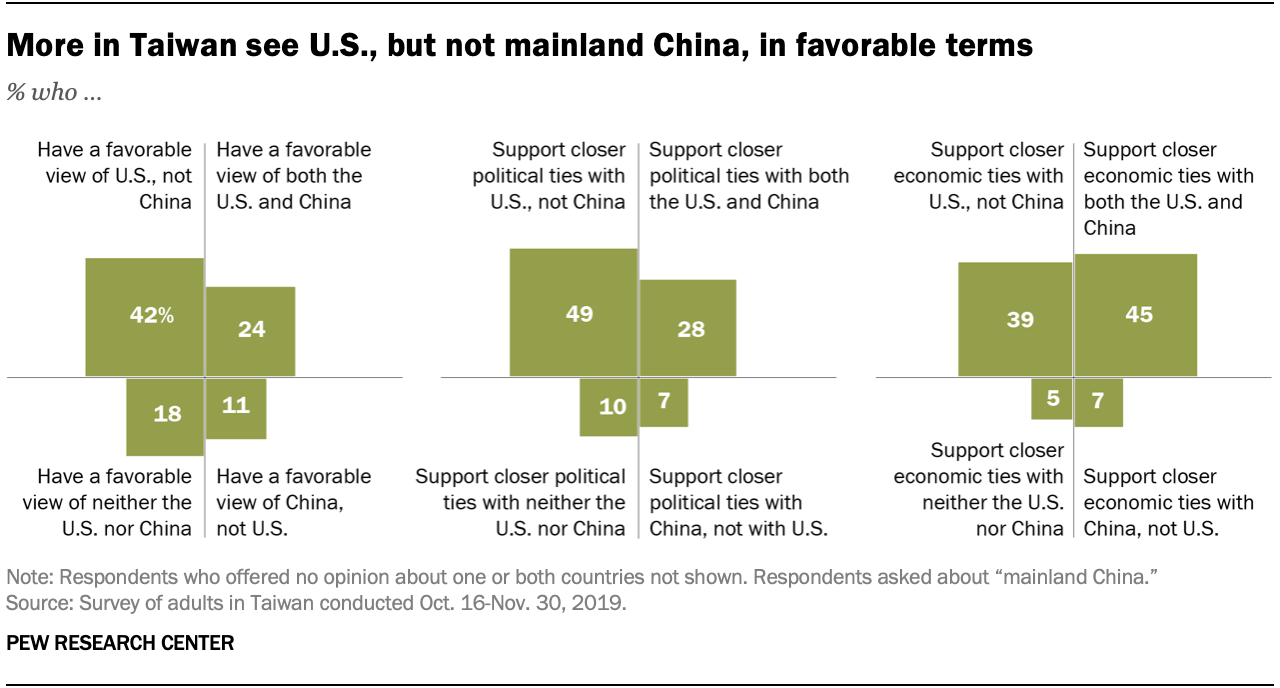 More in Taiwan see U.S., but not mainland China, in favorable terms
% who ...
Have a favorable
view of U.S., not
China
Have a favorable
view of both the
U.S. and China
42%
24
18
11
Have a favorable
view of neither the
U.S. nor China
Have a favorable
view of China,
not U.S.
Support closer
political ties with
U.S., not China
Support closer
political ties with both
the U.S. and China
49
28
10
7
Support closer political
ties with neither the
U.S. nor China
Support closer
political ties with
China, not with U.S.
Support closer
economic ties with
U.S., not China
Support closer
economic ties with
both the U.S. and
China
39
45
5
7
Support closer
economic ties with
neither the U.S.
nor China
Support closer
economic ties with
China, not U.S.
Note: Respondents who offered no opinion about one or both countries not shown. Respondents asked about “mainland China.”
Source: Survey of adults in Taiwan conducted Oct. 16-Nov. 30, 2019.
PEW RESEARCH CENTER